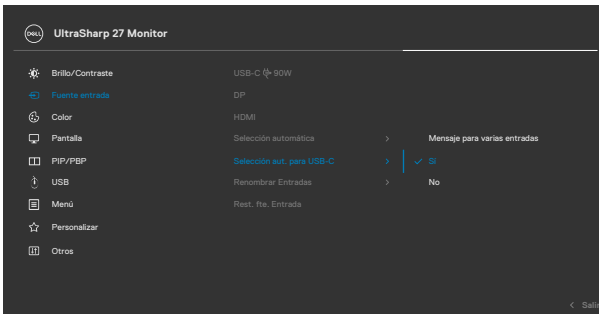 DELL UltraSharp 27 Monitor
Brillo/Contraste USB-C 90W
Fuente entrada DP
Color HDMI
Pantalla Selección automática > Mensaje para varias entradas
PIP/PBP Selección aut. para USB-C > ✓ Sí
USB Renombrar Entradas > No
Menú Rest. fte. Entrada
Personalizar
Otros
< Salir